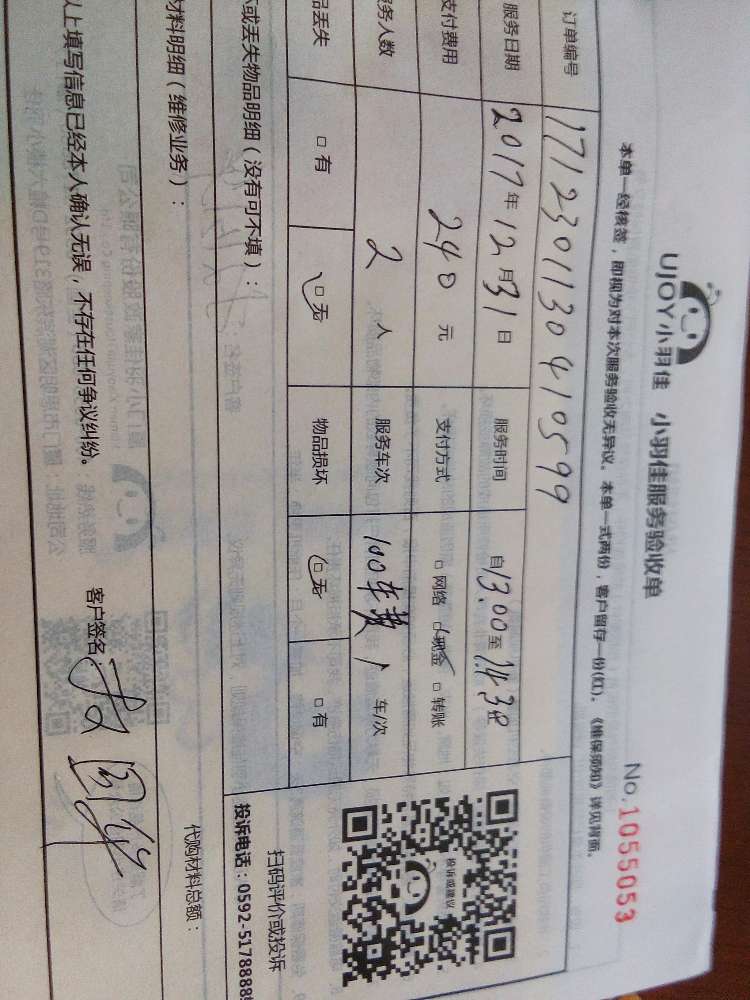 UJOY小羽佳 小羽佳服务验收单
No.1055053
本单一经核签，即视为对本次服务验收无异议。本单一式两份，客户留存一份(红)。《维保须知》详见背面。
订单编号 1712301130410599
服务日期 2017年12月31日 服务时间 自13:00至14:30
支付费用 240元 支付方式 □网络 □现金 □转账
务人数 2人 服务车次 100车费1车/次
品丢失 □有 □无 物品损坏 □无 □有
或丢失物品明细（没有可不填）：
材料明细（维修业务）：
代购材料总额：
以上填写信息已经本人确认无误，不存在任何争议纠纷。
客户签名：
投诉或建议
扫码评价或投诉
投诉电话：0592-5178888